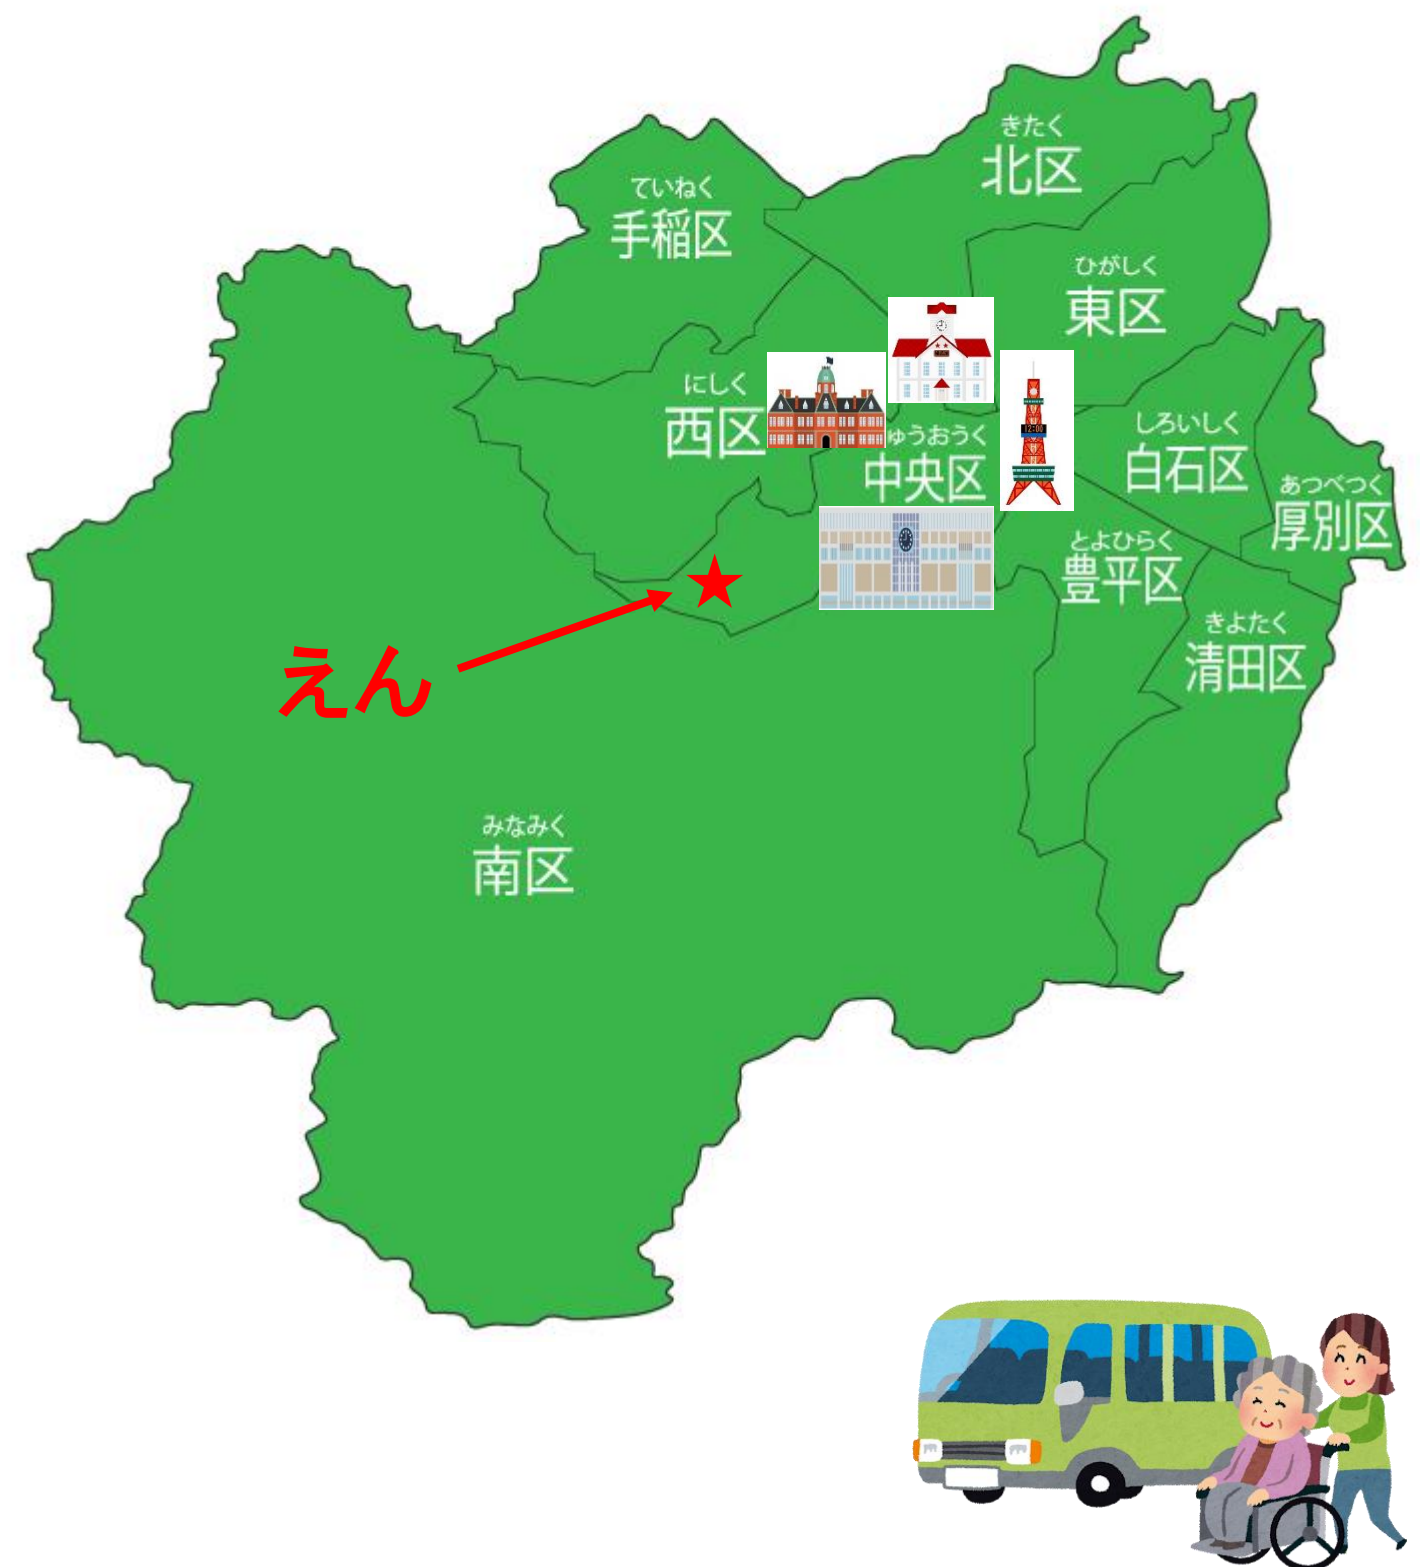 きたく
北区
ていねく
手稲区
ひがしく
東区
にしく
西区
ゅうおうく
中央区
12:00
しろいしく
白石区
あつべつく
厚別区
とよひらく
豊平区
きよたく
清田区
えん
みなみく
南区